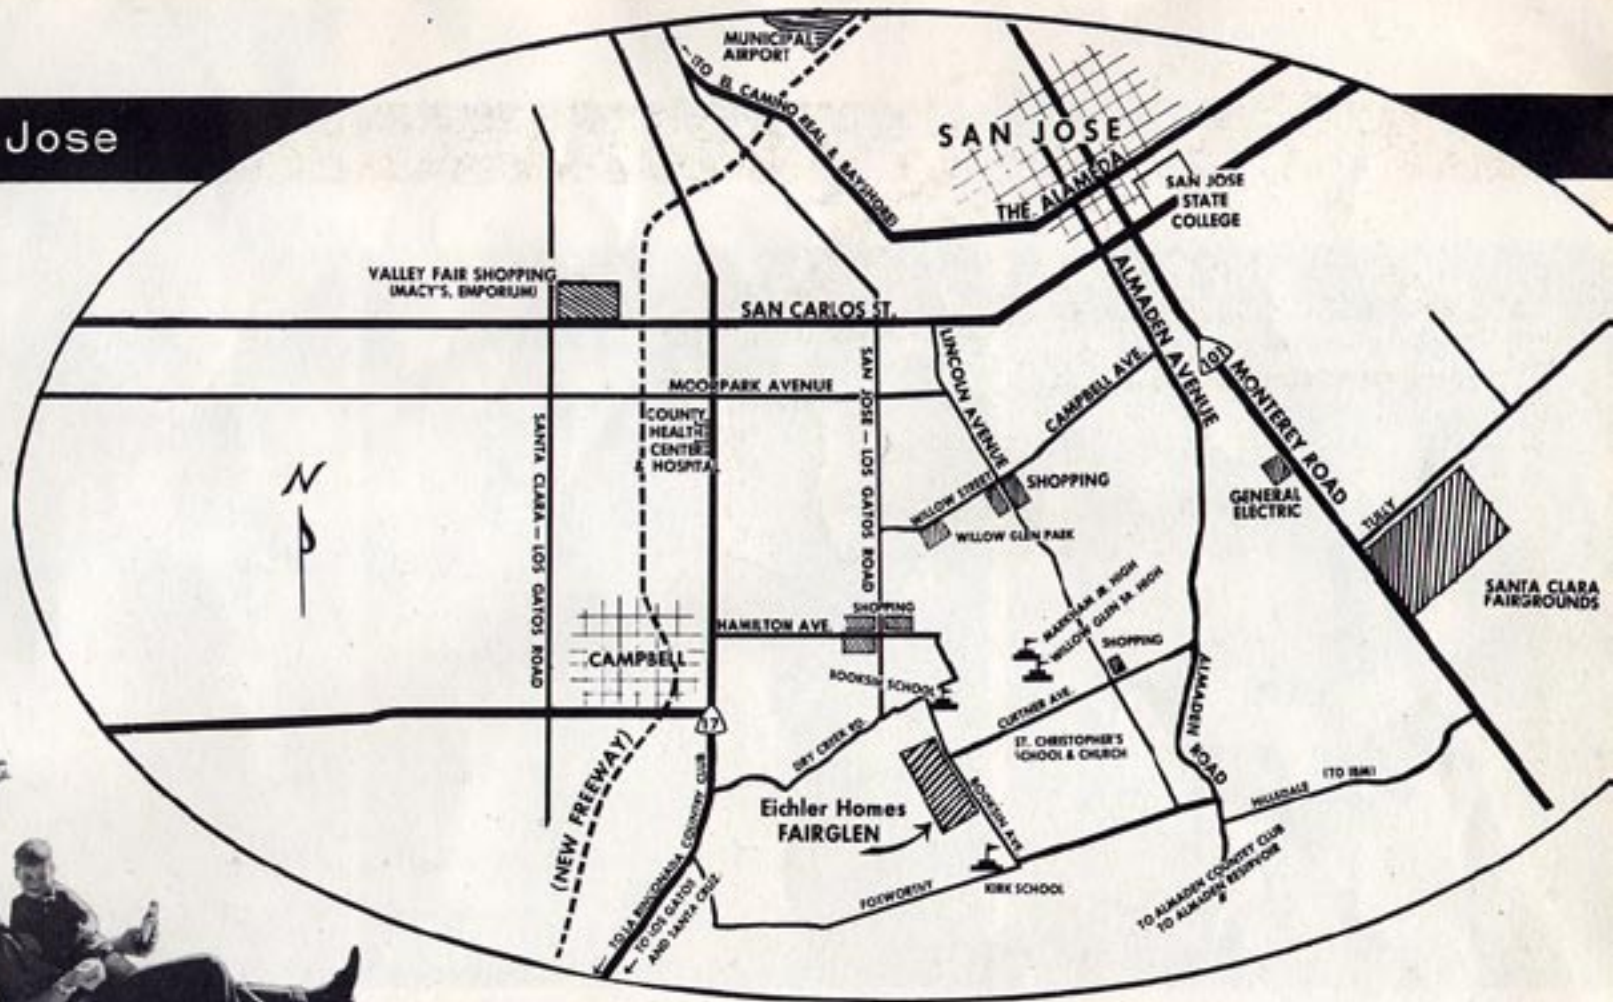 Jose
MUNICIPAL
AIRPORT
(TO EL CAMINO REAL & BAYSHORE)
SAN JOSE
THE ALAMEDA
SAN JOSE
STATE
COLLEGE
VALLEY FAIR SHOPPING
(MACY'S, EMPORIUM)
SAN CARLOS ST.
ALMADEN AVENUE
101
MONTEREY ROAD
LINCOLN AVENUE
CAMPBELL AVE.
MOORPARK AVENUE
COUNTY
HEALTH
CENTER
& HOSPITAL
SANTA CLARA — LOS GATOS ROAD
SAN JOSE — LOS GATOS ROAD
N
WILLOW STREET
SHOPPING
WILLOW GLEN PARK
GENERAL
ELECTRIC
TULLY
SANTA CLARA
FAIRGROUNDS
MARKHAM JR. HIGH
WILLOW GLEN SR. HIGH
SHOPPING
HAMILTON AVE.
SHOPPING
CAMPBELL
BOOKSIN SCHOOL
CURTNER AVE.
ALMADEN ROAD
17
DRY CREEK RD.
ST. CHRISTOPHER'S
SCHOOL & CHURCH
(NEW FREEWAY)
Eichler Homes
FAIRGLEN
BOOKSIN AVE.
HILLSDALE
(TO IBM)
KIRK SCHOOL
FOXWORTHY
TO LA RINCONADA COUNTRY CLUB
TO LOS GATOS
AND SANTA CRUZ
TO ALMADEN COUNTRY CLUB
TO ALMADEN RESERVOIR